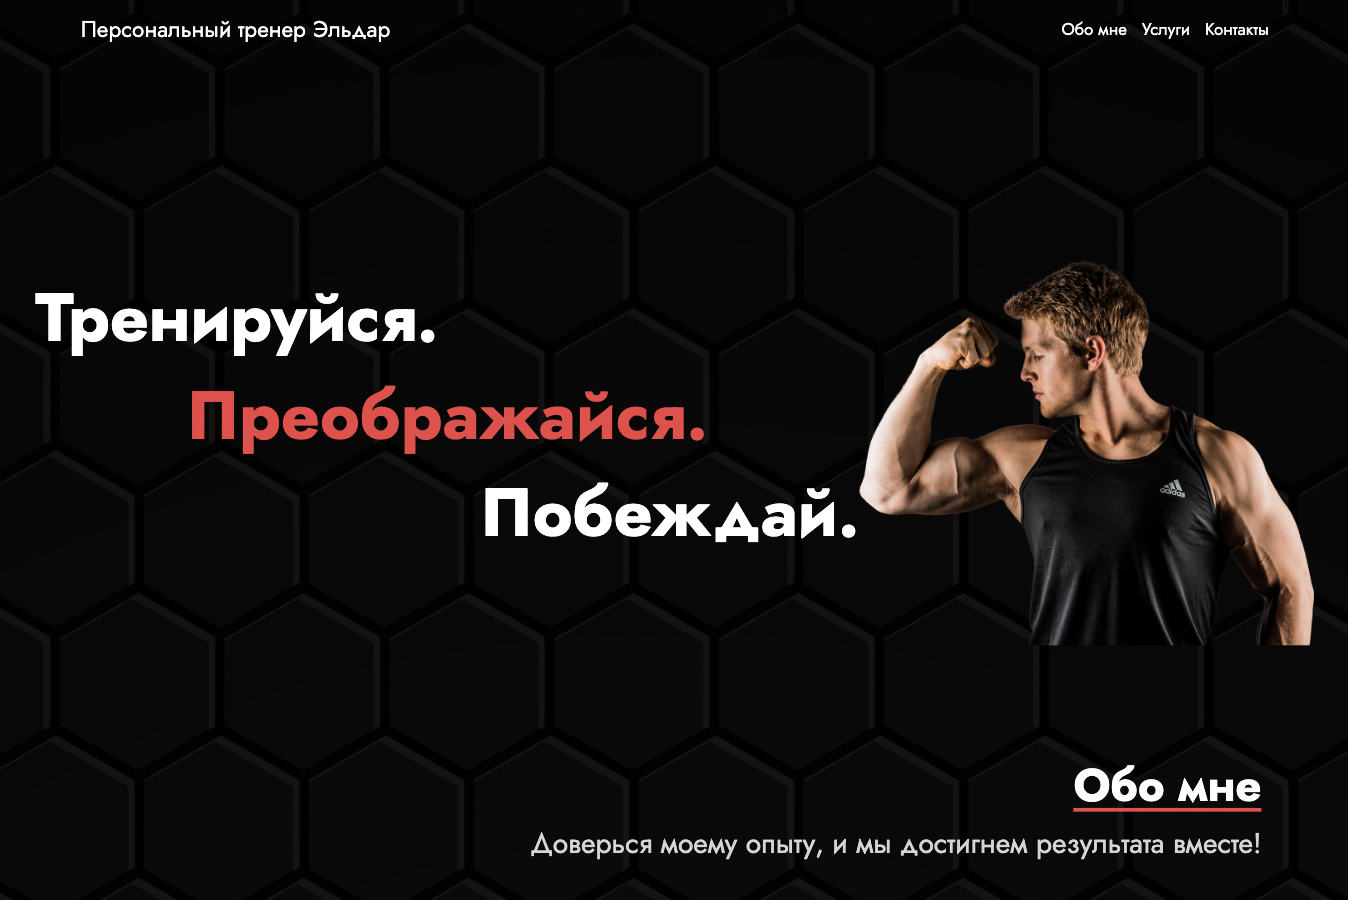 Персональный тренер Эльдар
Обо мне Услуги Контакты
Тренируйся.
Преображайся.
Побеждай.
adidas
Обо мне
Доверься моему опыту, и мы достигнем результата вместе!